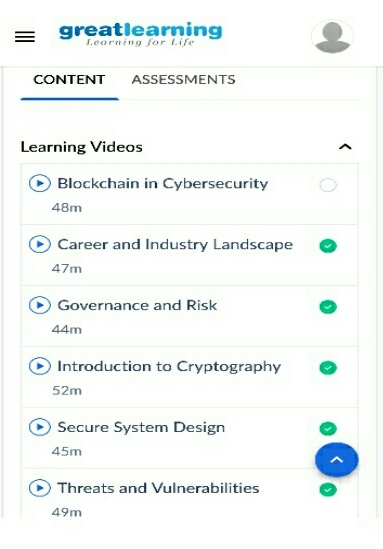 greatlearning
Learning for Life
CONTENT ASSESSMENTS
Learning Videos
Blockchain in Cybersecurity
48m
Career and Industry Landscape
47m
Governance and Risk
44m
Introduction to Cryptography
52m
Secure System Design
45m
Threats and Vulnerabilities
49m